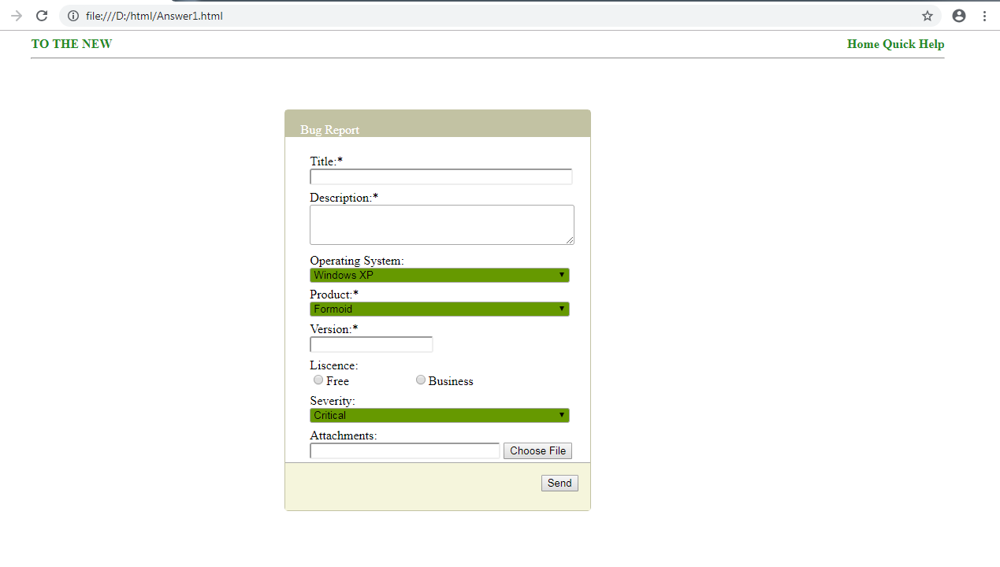 file:///D:/html/Answer1.html
TO THE NEW
Home Quick Help
Bug Report
Title:*
Description:*
Operating System:
Windows XP
Product:*
Formoid
Version:*
Liscence:
Free Business
Severity:
Critical
Attachments:
Choose File
Send